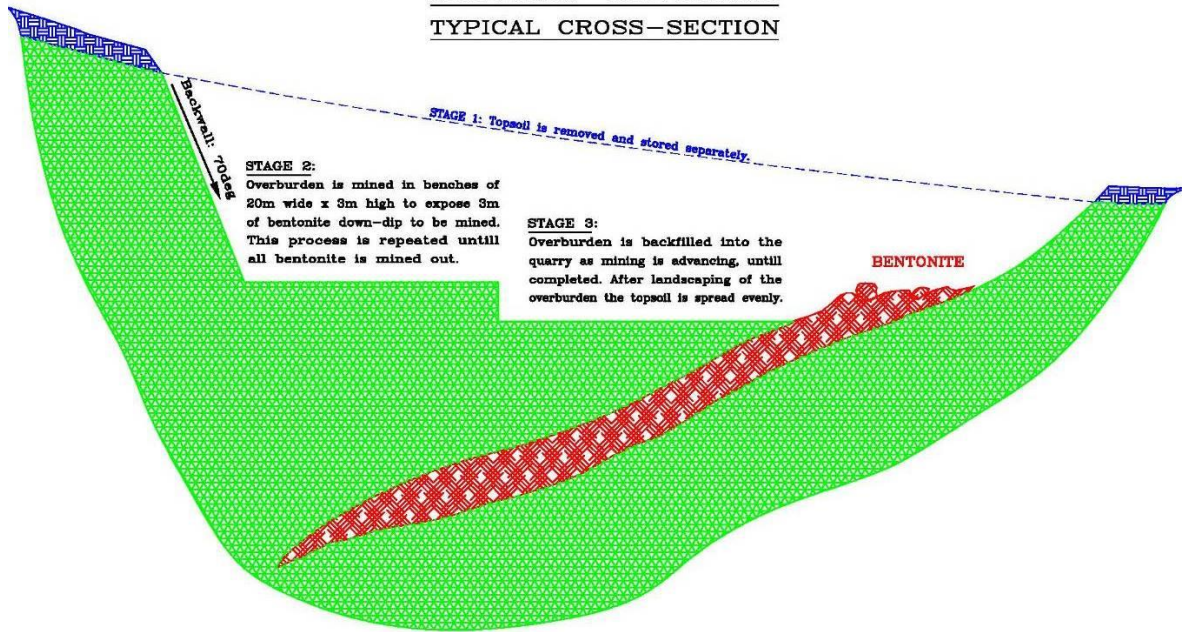 TYPICAL CROSS-SECTION
Backwall: 70deg
STAGE 1: Topsoil is removed and stored separately.
STAGE 2:
Overburden is mined in benches of
20m wide x 3m high to expose 3m
of bentonite down-dip to be mined.
This process is repeated untill
all bentonite is mined out.
STAGE 3:
Overburden is backfilled into the
quarry as mining is advancing, untill
completed. After landscaping of the
overburden the topsoil is spread evenly.
BENTONITE